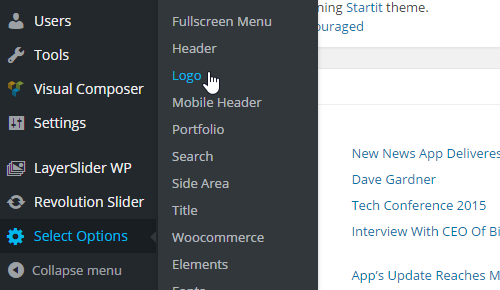 Users
Tools
Visual Composer
Settings
LayerSlider WP
Revolution Slider
Select Options
Collapse menu
Fullscreen Menu
Header
Logo
Mobile Header
Portfolio
Search
Side Area
Title
Woocommerce
Elements
ning Startit theme.
ouraged
New News App Deliveres
Dave Gardner
Tech Conference 2015
Interview With CEO Of Bi
App's Update Reaches M